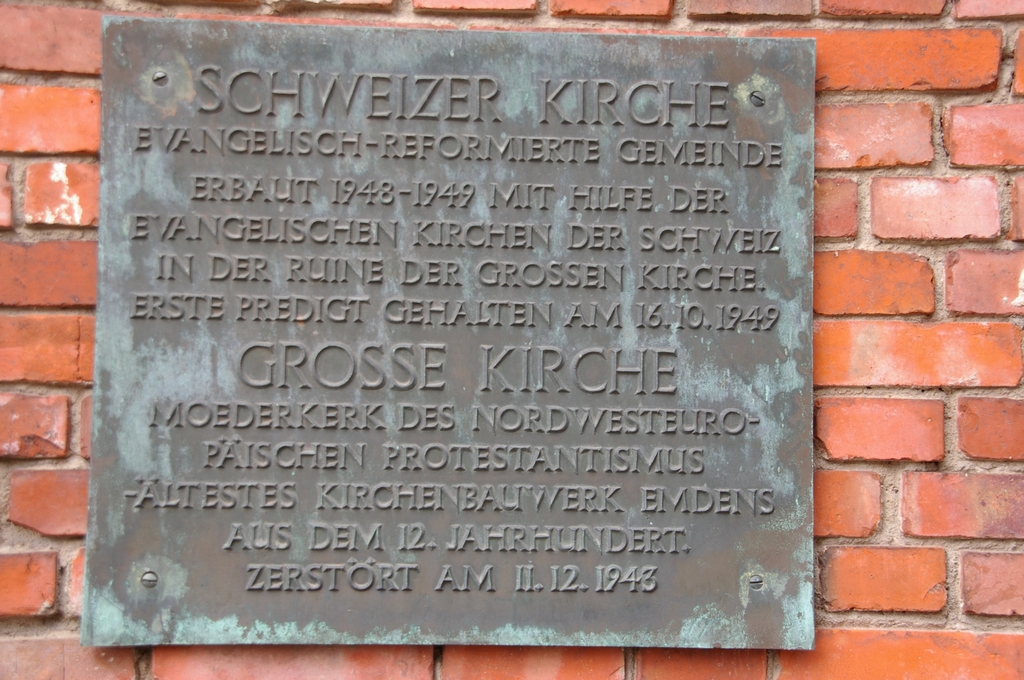 SCHWEIZER KIRCHE
EVANGELISCH-REFORMIERTE GEMEINDE
ERBAUT 1948-1949 MIT HILFE DER
EVANGELISCHEN KIRCHEN DER SCHWEIZ
IN DER RUINE DER GROSSEN KIRCHE.
ERSTE PREDIGT GEHALTEN AM 16.10.1949
GROSSE KIRCHE
MOEDERKERK DES NORDWESTEURO-
PÄISCHEN PROTESTANTISMUS
-ÄLTESTES KIRCHENBAUWERK EMDENS
AUS DEM 12. JAHRHUNDERT.
ZERSTÖRT AM 11.12.1943